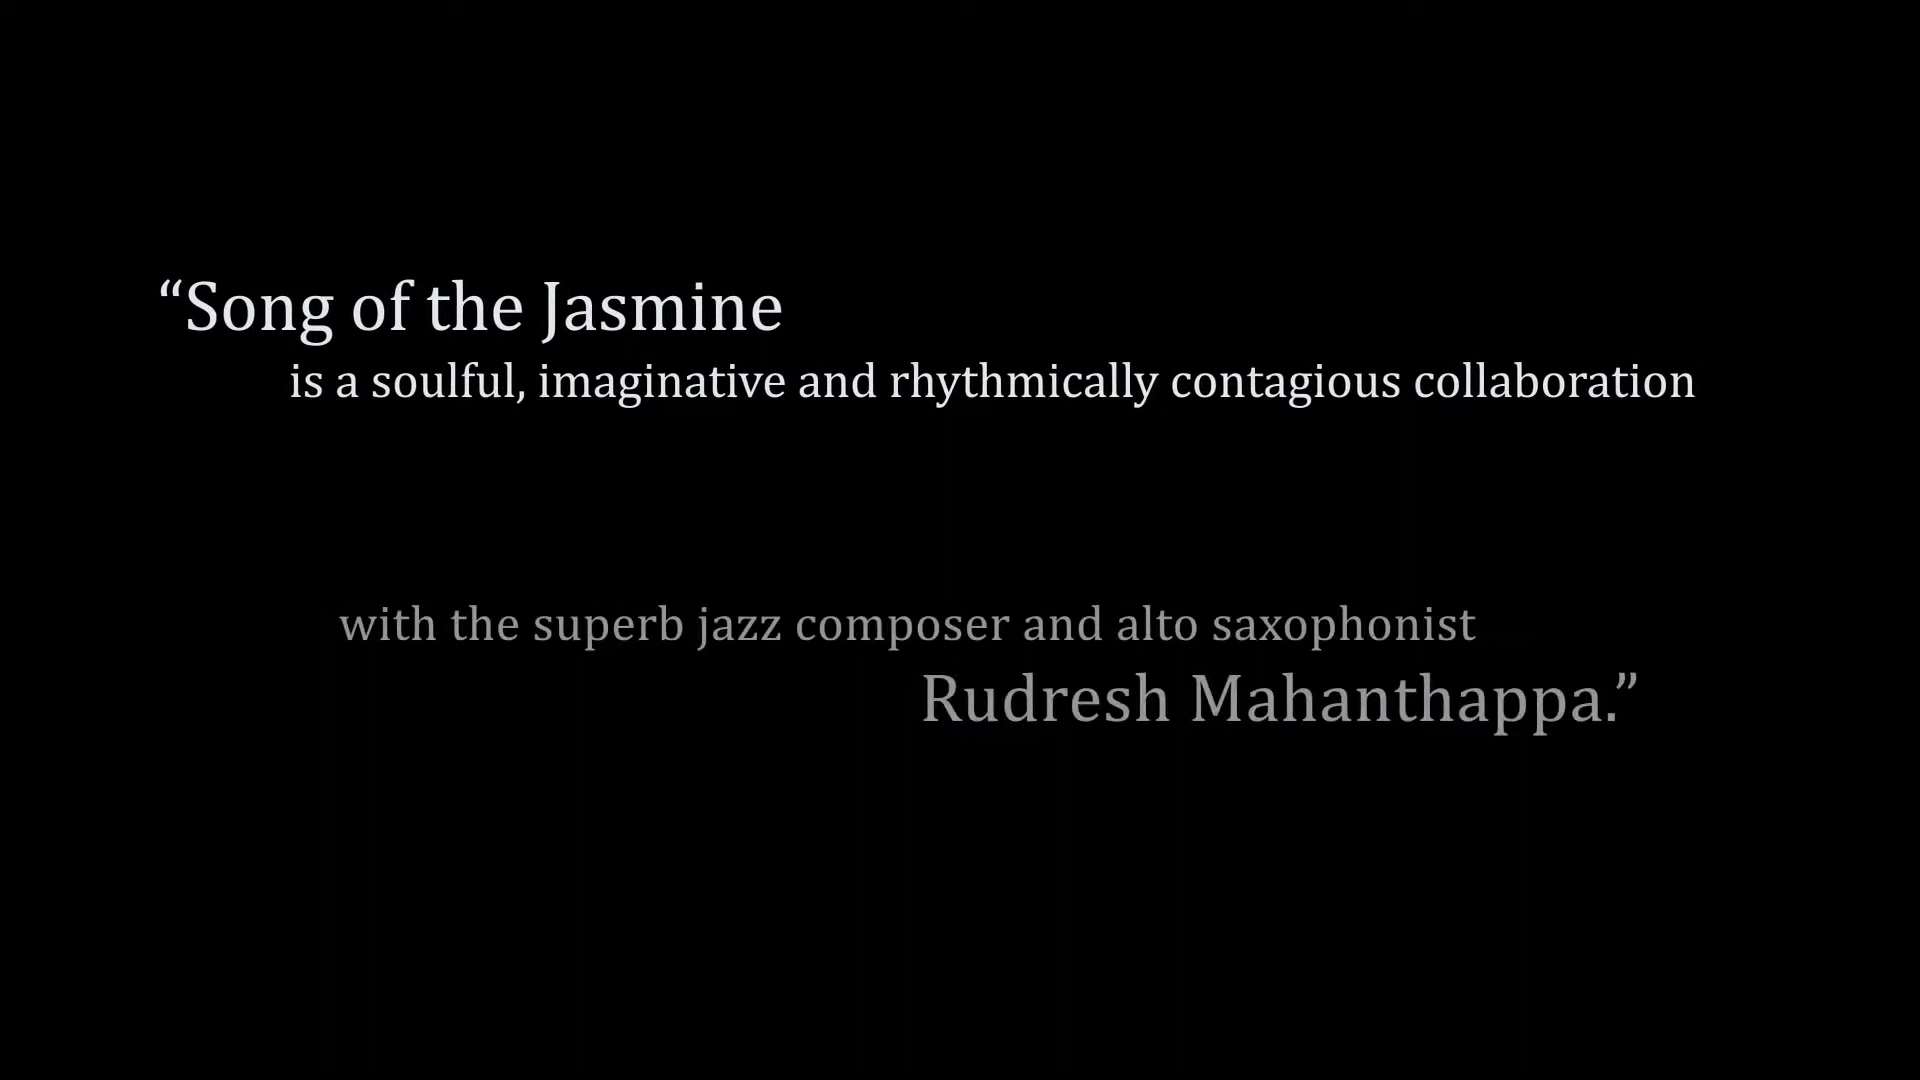 “Song of the Jasmine
is a soulful, imaginative and rhythmically contagious collaboration
with the superb jazz composer and alto saxophonist
Rudresh Mahanthappa.”